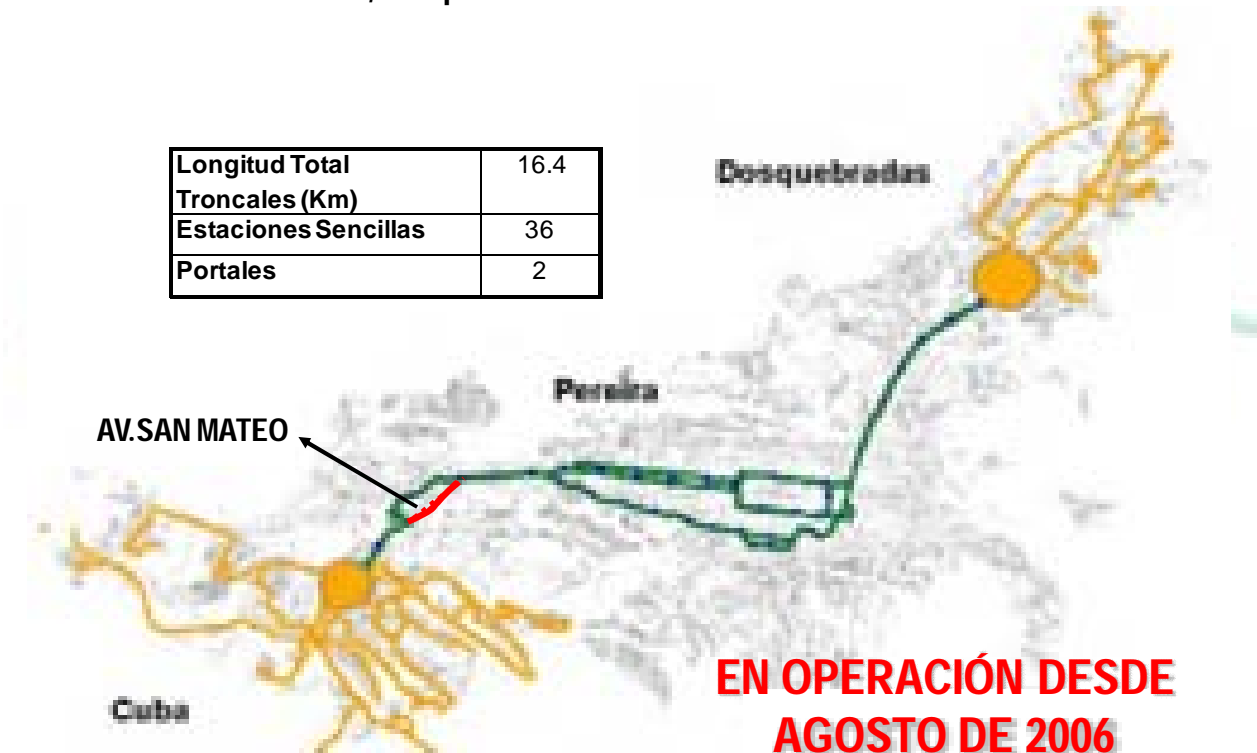 Longitud Total 16.4
Troncales (Km)
Estaciones Sencillas 36
Portales 2
Dosquebradas
Pereira
AV.SAN MATEO
Cuba
EN OPERACIÓN DESDE
AGOSTO DE 2006